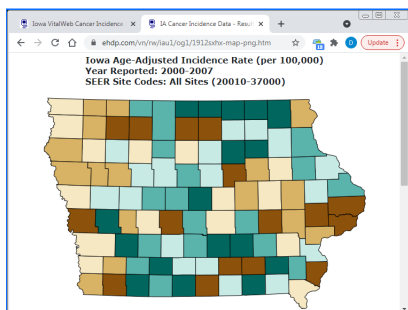 Iowa VitalWeb Cancer Incidence
IA Cancer Incidence Data - Resul
ehdp.com/vn/rw/iau1/og1/1912sxhx-map-png.htm
D
Update
Iowa Age-Adjusted Incidence Rate (per 100,000)
Year Reported: 2000-2007
SEER Site Codes: All Sites (20010-37000)